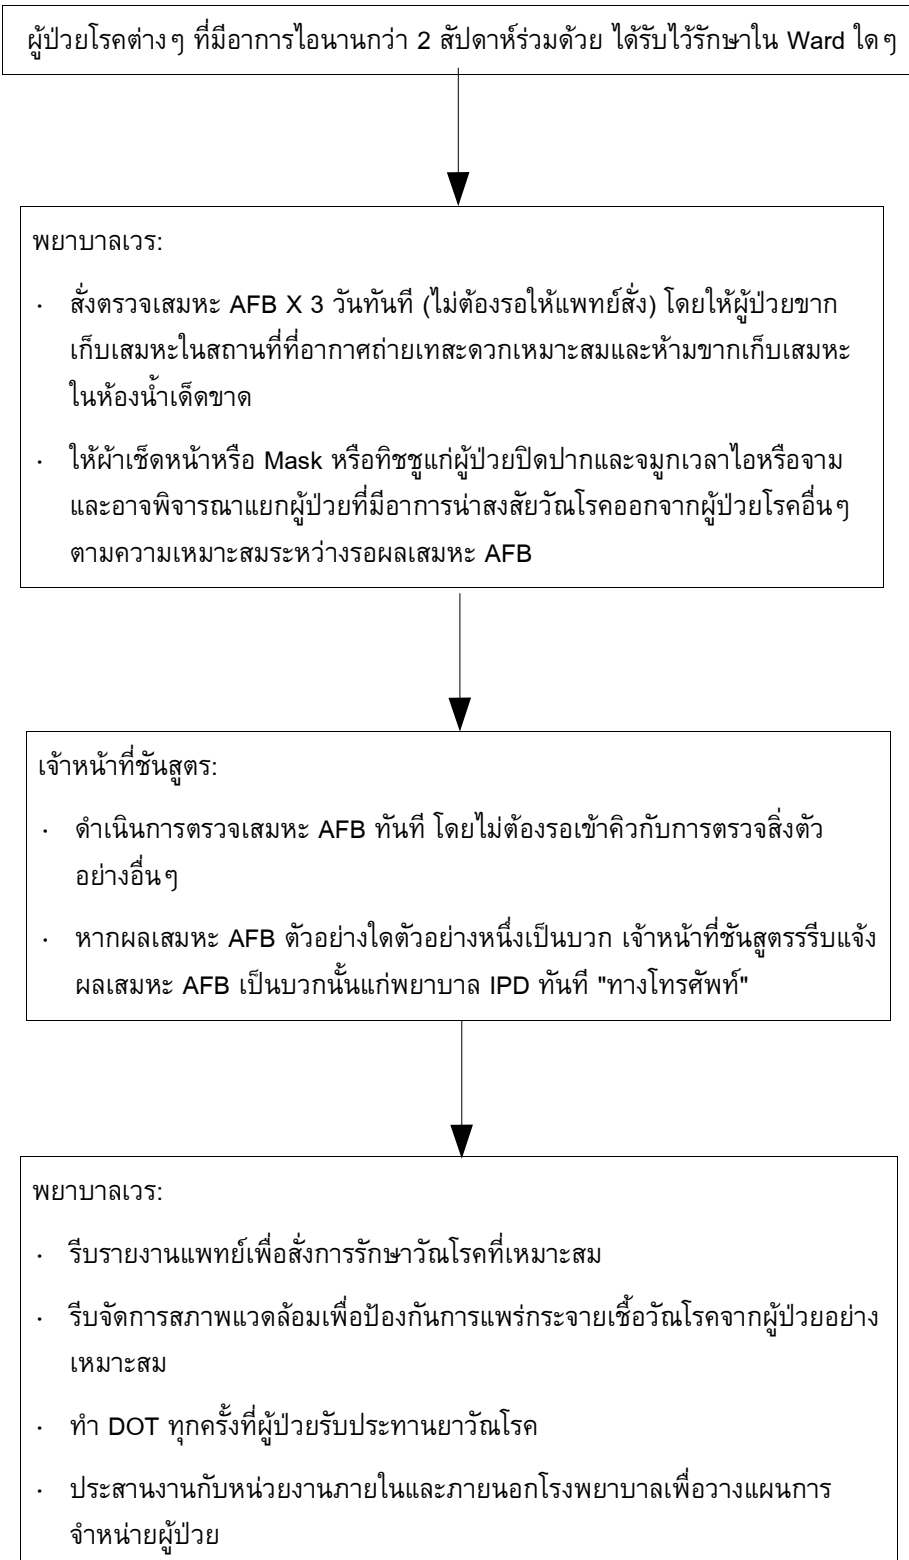 ผู้ป่วยโรคต่างๆ ที่มีอาการไอนานกว่า 2 สัปดาห์ร่วมด้วย ได้รับไว้รักษาใน Ward ใดๆ
พยาบาลเวร:
· สั่งตรวจเสมหะ AFB X 3 วันทันที (ไม่ต้องรอให้แพทย์สั่ง) โดยให้ผู้ป่วยขาก
เก็บเสมหะในสถานที่ที่อากาศถ่ายเทสะดวกเหมาะสมและห้ามขากเก็บเสมหะ
ในห้องน้ำเด็ดขาด
· ให้ผ้าเช็ดหน้าหรือ Mask หรือทิชชูแก่ผู้ป่วยปิดปากและจมูกเวลาไอหรือจาม
และอาจพิจารณาแยกผู้ป่วยที่มีอาการน่าสงสัยวัณโรคออกจากผู้ป่วยโรคอื่นๆ
ตามความเหมาะสมระหว่างรอผลเสมหะ AFB
เจ้าหน้าที่ชันสูตร:
· ดำเนินการตรวจเสมหะ AFB ทันที โดยไม่ต้องรอเข้าคิวกับการตรวจสิ่งตัว
อย่างอื่นๆ
· หากผลเสมหะ AFB ตัวอย่างใดตัวอย่างหนึ่งเป็นบวก เจ้าหน้าที่ชันสูตรรรีบแจ้ง
ผลเสมหะ AFB เป็นบวกนั้นแก่พยาบาล IPD ทันที "ทางโทรศัพท์"
พยาบาลเวร:
· รีบรายงานแพทย์เพื่อสั่งการรักษาวัณโรคที่เหมาะสม
· รีบจัดการสภาพแวดล้อมเพื่อป้องกันการแพร่กระจายเชื้อวัณโรคจากผู้ป่วยอย่าง
เหมาะสม
· ทำ DOT ทุกครั้งที่ผู้ป่วยรับประทานยาวัณโรค
· ประสานงานกับหน่วยงานภายในและภายนอกโรงพยาบาลเพื่อวางแผนการ
จำหน่ายผู้ป่วย